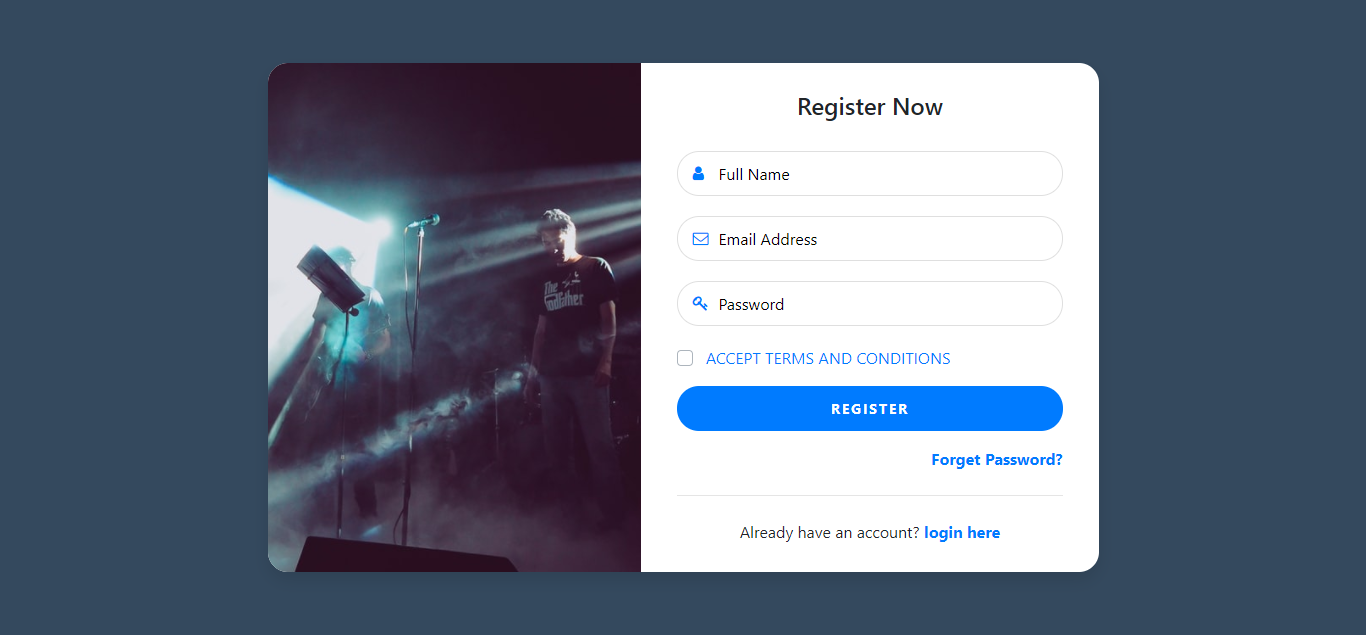 Register Now
Full Name
Email Address
The
Godfather
Password
ACCEPT TERMS AND CONDITIONS
REGISTER
Forget Password?
Already have an account? login here